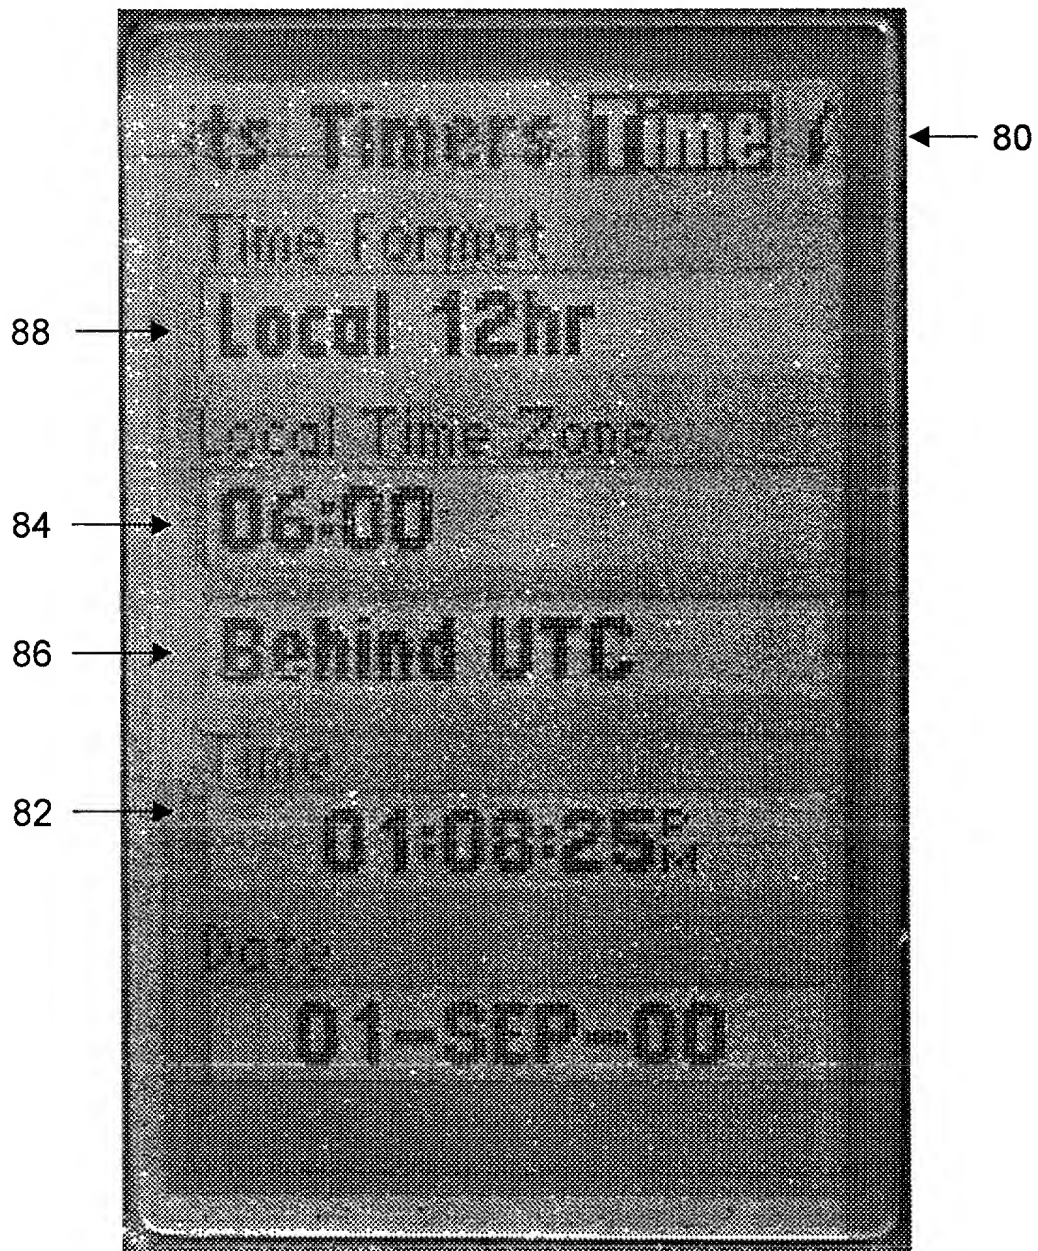 ts Timers Time
80
Time Format
88
Local 12hr
Local Time Zone
84
06:00
86
Behind UTC
Time
82
01:08:25PM
Date
01-SEP-00